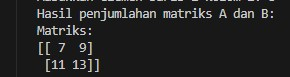 Hasil penjumlahan matriks A dan B:
Matriks:
[[ 7  9]
 [11 13]]